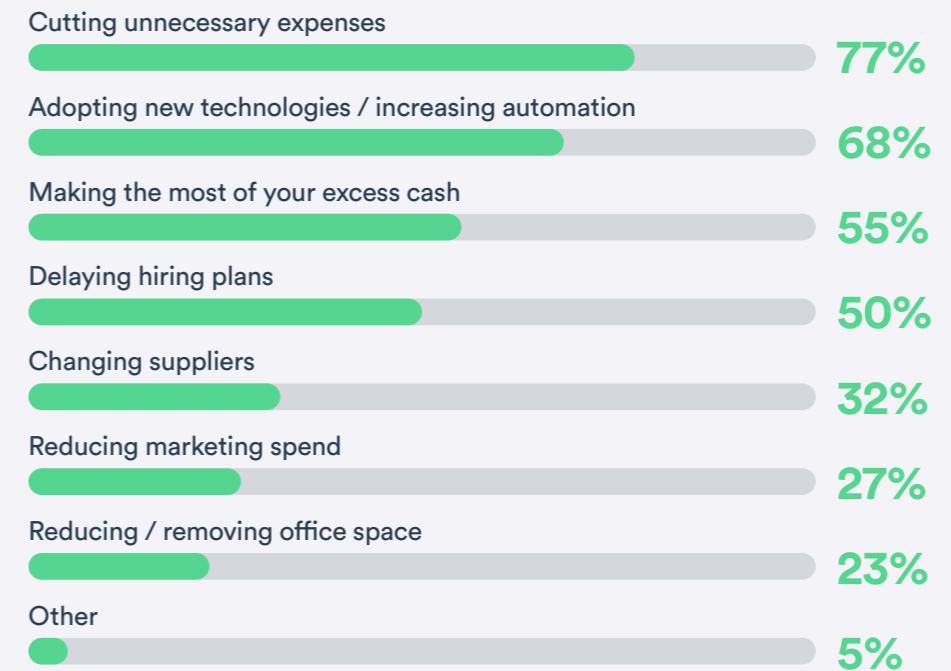 Cutting unnecessary expenses
77%
Adopting new technologies / increasing automation
68%
Making the most of your excess cash
55%
Delaying hiring plans
50%
Changing suppliers
32%
Reducing marketing spend
27%
Reducing / removing office space
23%
Other
5%